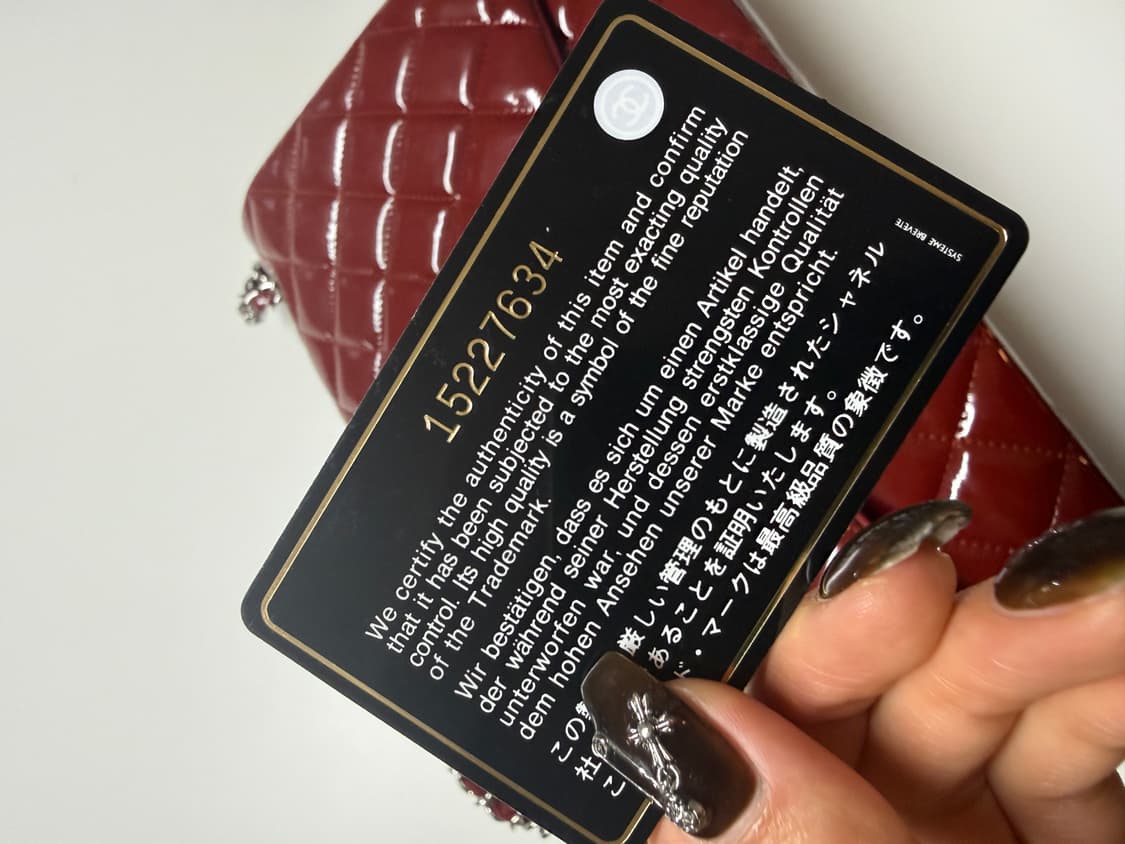 15227634
We certify the authenticity of this item and confirm
that it has been subjected to the most exacting quality
control. Its high quality is a symbol of the fine reputation
of the Trademark.
Wir bestätigen, dass es sich um einen Artikel handelt,
der während seiner Herstellung strengsten Kontrollen
unterworfen war, und dessen erstklassige Qualität
dem hohen Ansehen unserer Marke entspricht.
この 厳しい管理のもとに製造されたシャネル
社 あることを証明いたします。
こ ド・マークは最高級品質の象徴です。
SYSTEME BREVETE